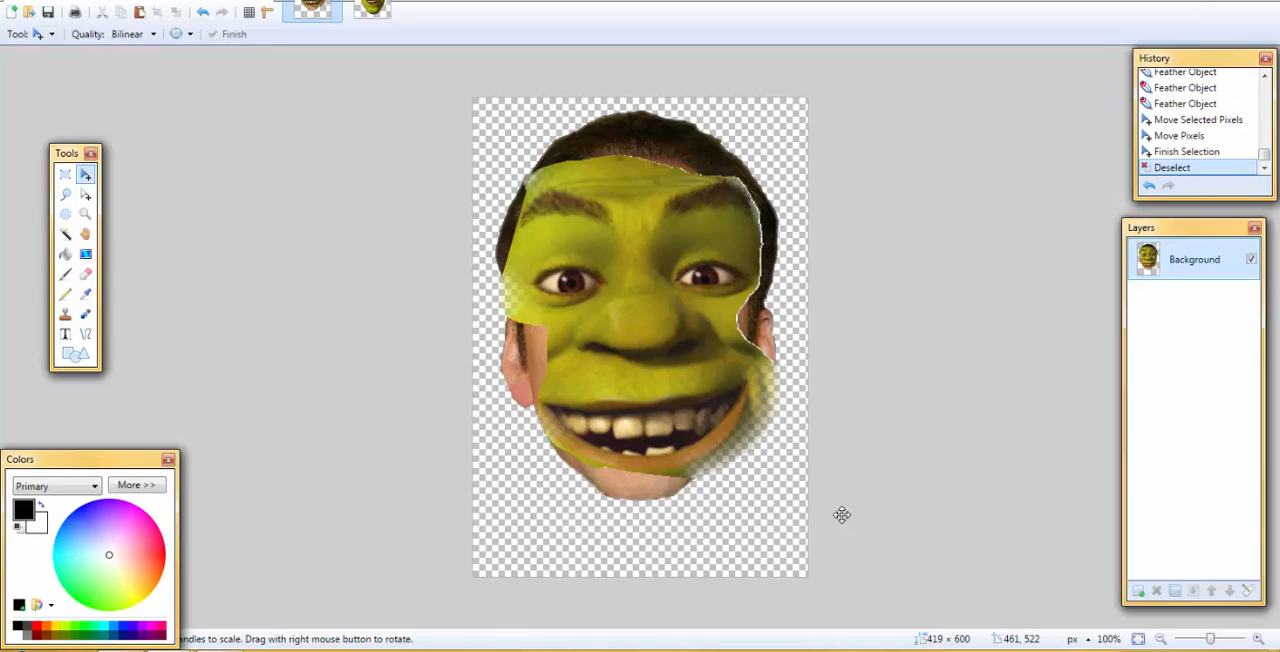 Tool: Quality: Bilinear Finish
History
Feather Object
Feather Object
Feather Object
Move Selected Pixels
Move Pixels
Finish Selection
Deselect
Tools
Layers
Background
Colors
Primary More >>
andles to scale. Drag with right mouse button to rotate. 419 × 600 461, 522 px 100%